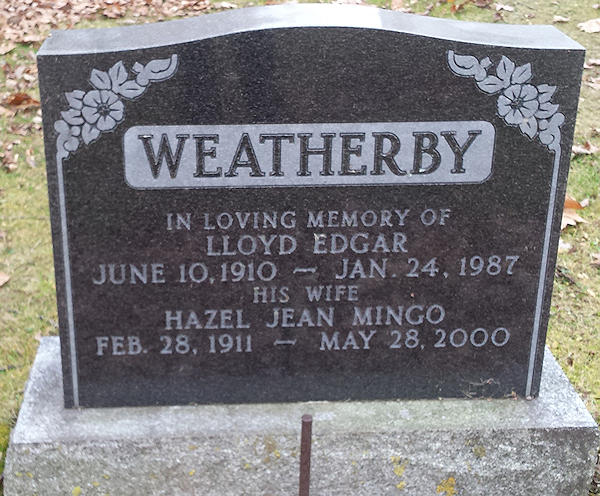 WEATHERBY
IN LOVING MEMORY OF
LLOYD EDGAR
JUNE 10, 1910 — JAN. 24, 1987
HIS WIFE
HAZEL JEAN MINGO
FEB. 28, 1911 — MAY 28, 2000